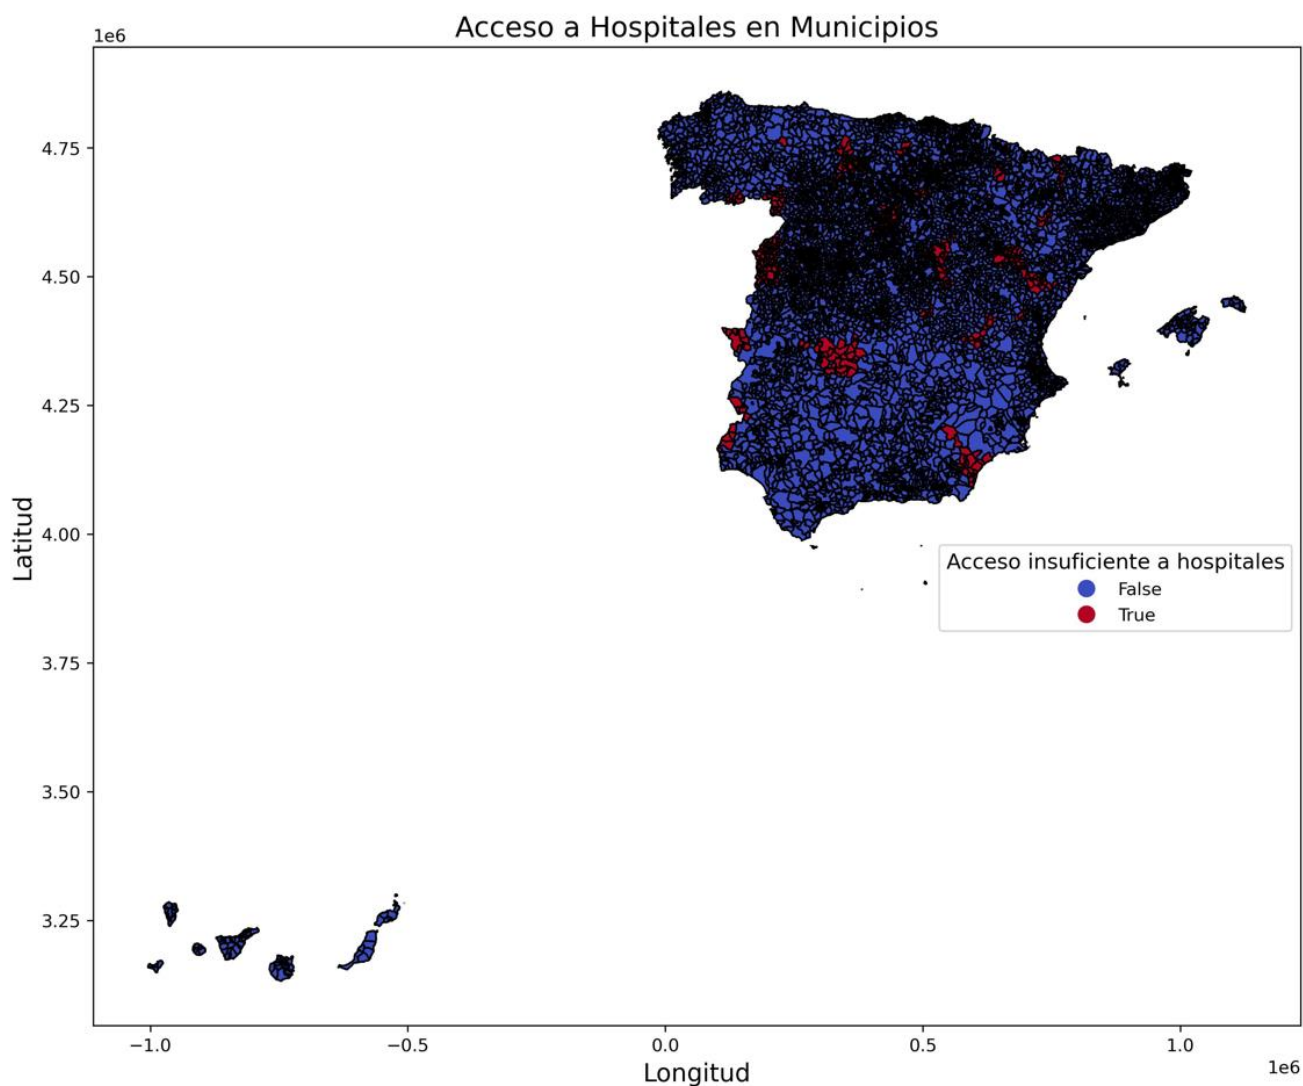 Acceso a Hospitales en Municipios
1e6
4.75
4.50
4.25
4.00
3.75
3.50
3.25
Latitud
Acceso insuficiente a hospitales
False
True
−1.0 −0.5 0.0 0.5 1.0
1e6
Longitud